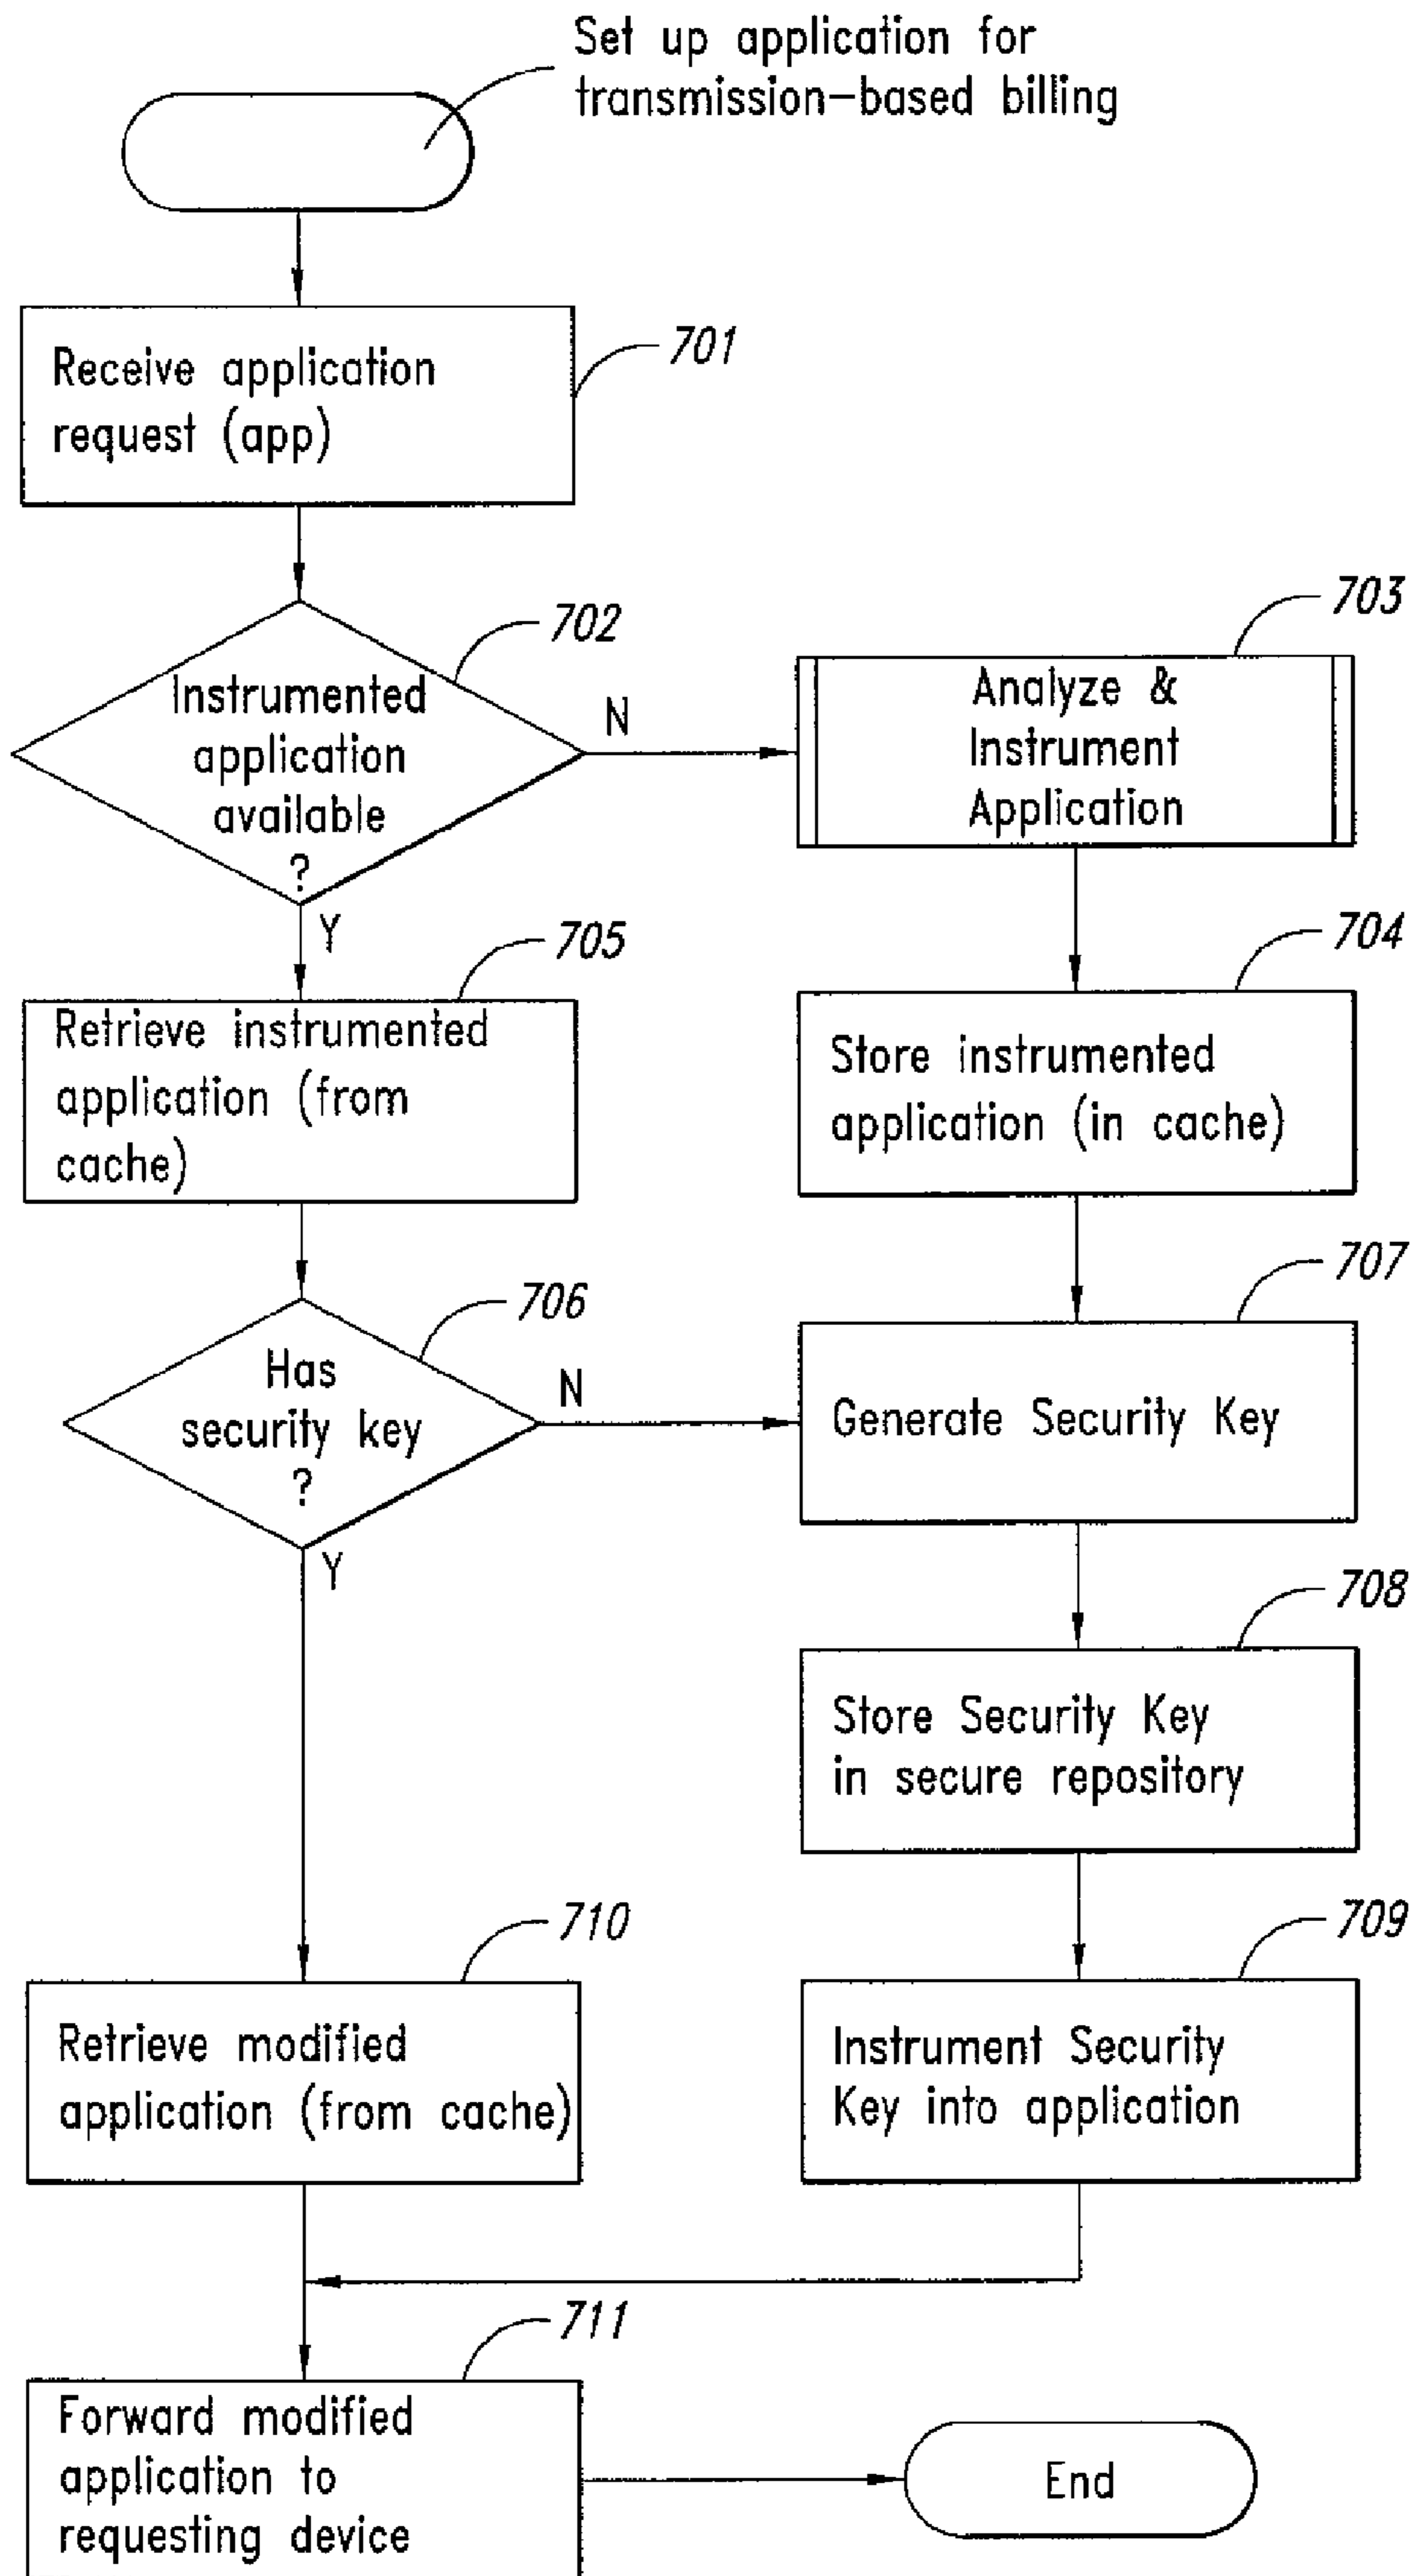 Set up application for
transmission-based billing
Receive application
request (app)
701
702
Instrumented
application
available
?
N
Y
703
Analyze &
Instrument
Application
705
Retrieve instrumented
application (from
cache)
704
Store instrumented
application (in cache)
706
Has
security key
?
N
Y
707
Generate Security Key
708
Store Security Key
in secure repository
710
Retrieve modified
application (from cache)
709
Instrument Security
Key into application
711
Forward modified
application to
requesting device
End